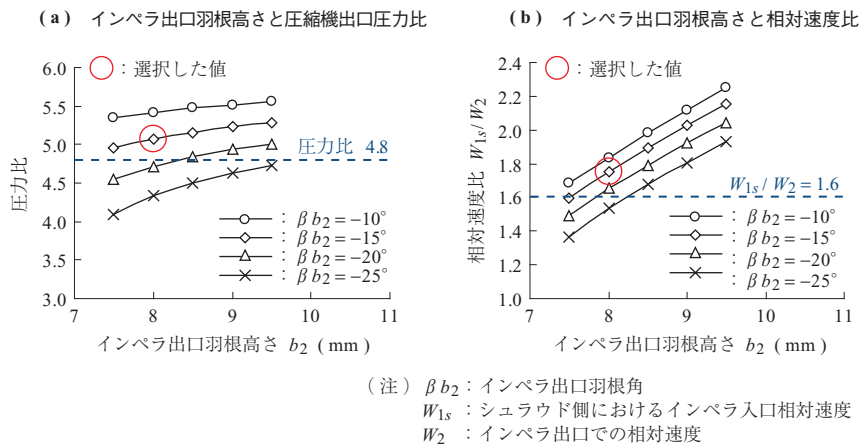 ( a ) インペラ出口羽根高さと圧縮機出口圧力比
6.0
5.5
5.0
4.5
4.0
3.5
3.0
圧力比
：選択した値
圧力比 4.8
：β b2 = −10°
：β b2 = −15°
：β b2 = −20°
：β b2 = −25°
7 8 9 10 11
インペラ出口羽根高さ b2 ( mm )
( b ) インペラ出口羽根高さと相対速度比
2.4
2.2
2.0
1.8
1.6
1.4
1.2
1.0
相対速度比 W1s/W2
：選択した値
W1s / W2 = 1.6
：β b2 = −10°
：β b2 = −15°
：β b2 = −20°
：β b2 = −25°
7 8 9 10 11
インペラ出口羽根高さ b2 ( mm )
（ 注 ） β b2：インペラ出口羽根角
W1s：シュラウド側におけるインペラ入口相対速度
W2：インペラ出口での相対速度